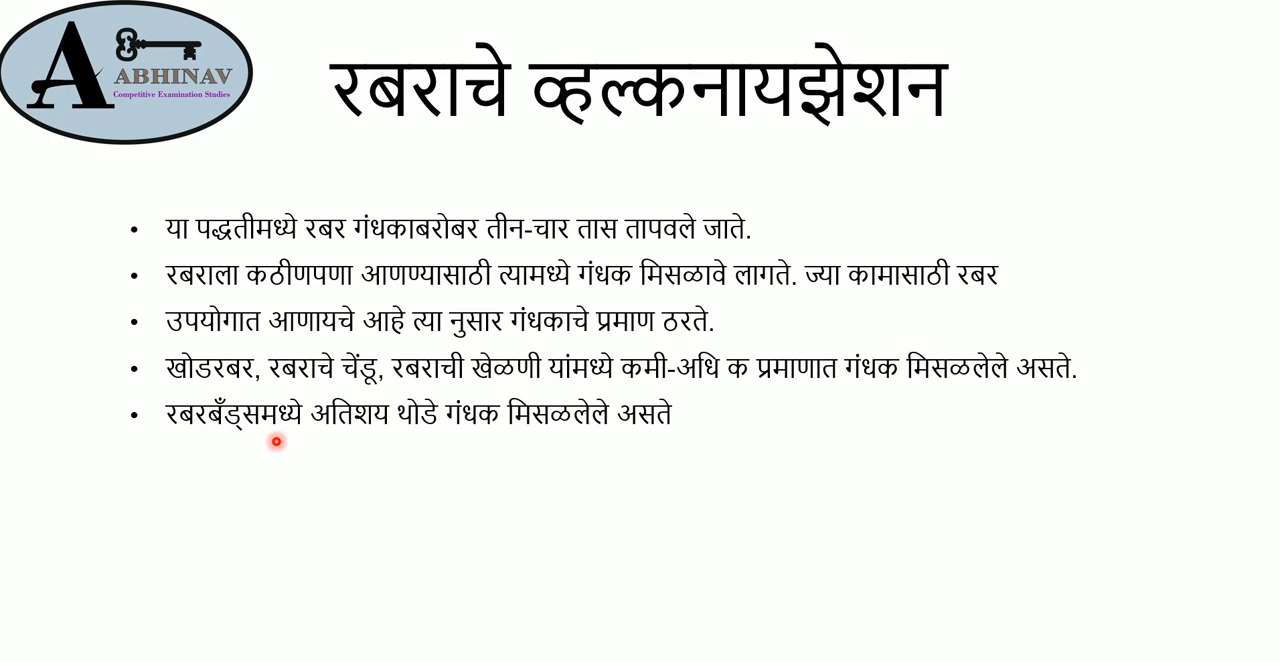 A
ABHINAV
Competitive Examination Studies
रबराचे व्हल्कनायझेशन
• या पद्धतीमध्ये रबर गंधकाबरोबर तीन-चार तास तापवले जाते.
• रबराला कठीणपणा आणण्यासाठी त्यामध्ये गंधक मिसळावे लागते. ज्या कामासाठी रबर
• उपयोगात आणायचे आहे त्या नुसार गंधकाचे प्रमाण ठरते.
• खोडरबर, रबराचे चेंडू, रबराची खेळणी यांमध्ये कमी-अधि क प्रमाणात गंधक मिसळलेले असते.
• रबरबँड्समध्ये अतिशय थोडे गंधक मिसळलेले असते